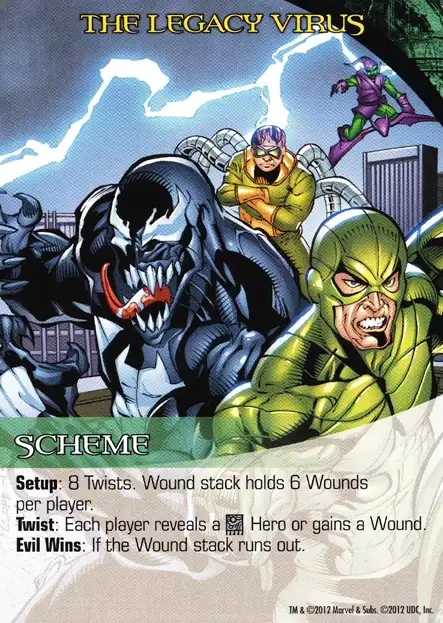 THE LEGACY VIRUS
SCHEME
Setup: 8 Twists. Wound stack holds 6 Wounds
per player.
Twist: Each player reveals a Hero or gains a Wound.
Evil Wins: If the Wound stack runs out.
TM & ©2012 Marvel & Subs. ©2012 UDC, Inc.